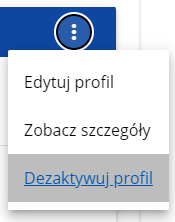 Edytuj profil
Zobacz szczegóły
Dezaktywuj profil